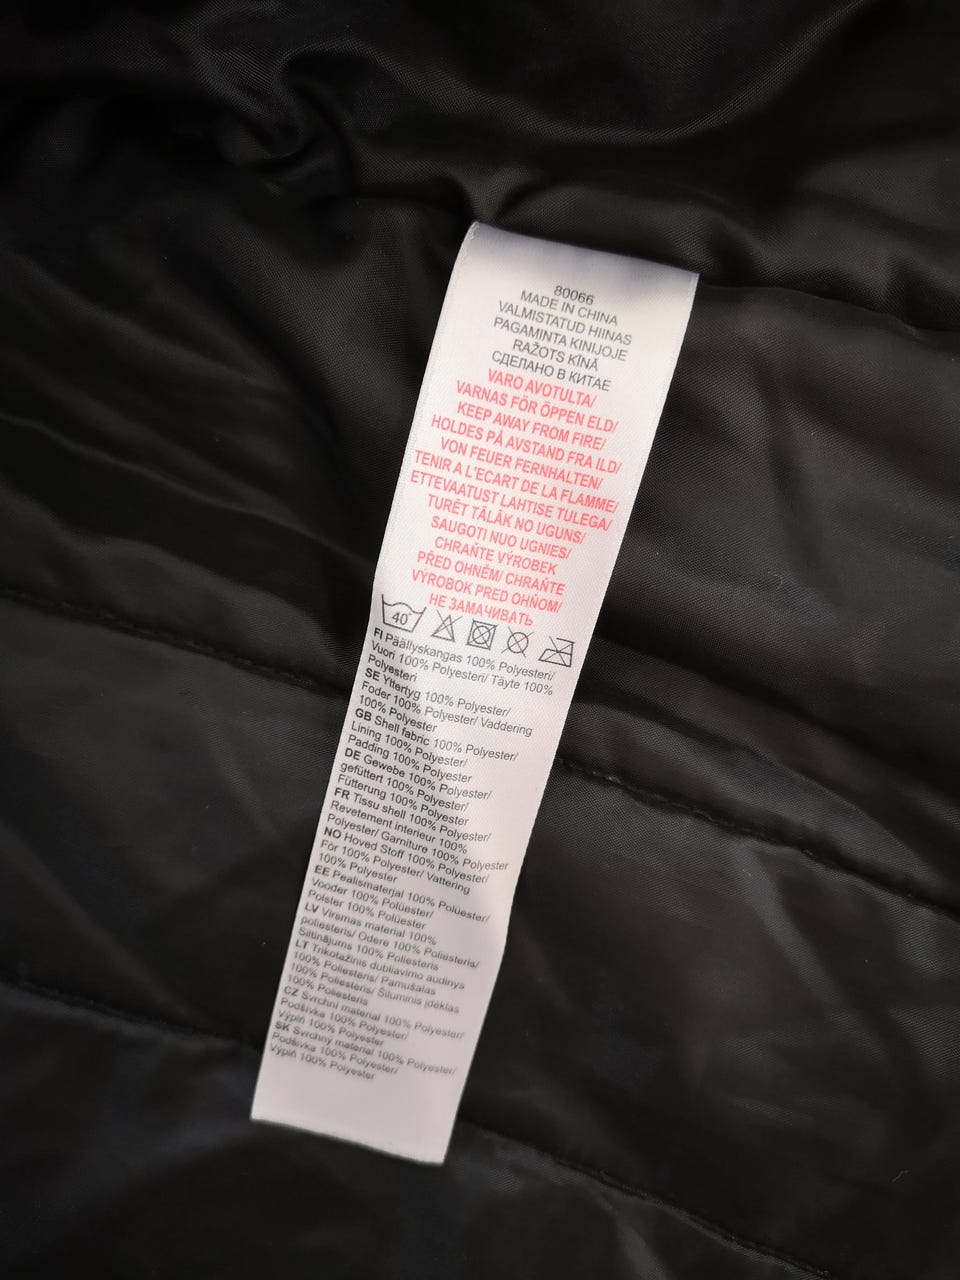 80066
MADE IN CHINA
VALMISTATUD HIINAS
PAGAMINTA KINIJOJE
RAŽOTS ĶĪNĀ
СДЕЛАНО В КИТАЕ
VARO AVOTULTA/
VARNAS FÖR ÖPPEN ELD/
KEEP AWAY FROM FIRE/
HOLDES PÅ AVSTAND FRA ILD/
VON FEUER FERNHALTEN/
TENIR A L'ECART DE LA FLAMME/
ETTEVAATUST LAHTISE TULEGA/
TURĒT TĀLĀK NO UGUNS/
SAUGOTI NUO UGNIES/
CHRAŇTE VÝROBEK
PŘED OHNĚM/ CHRAŇTE
VÝROBOK PRED OHŇOM/
НЕ ЗАМАЧИВАТЬ
40°
FI Päällyskangas 100% Polyesteri/
Vuori 100% Polyesteri/ Täyte 100%
Polyesteri
SE Yttertyg 100% Polyester/
Foder 100% Polyester/ Vaddering
100% Polyester
GB Shell fabric 100% Polyester/
Lining 100% Polyester/
Padding 100% Polyester
DE Gewebe 100% Polyester/
gefüttert 100% Polyester/
Fütterung 100% Polyester/
FR Tissu shell 100% Polyester/
Revetement interieur 100%
Polyester/ Garniture 100% Polyester
NO Hoved Stoff 100% Polyester/
Fòr 100% Polyester/ Vattering
100% Polyester
EE Pealismaterjal 100% Polüester/
Vooder 100% Polüester/
Polster 100% Polüester
LV Virsmas material 100%
poliesteris/ Odere 100% Poliesteris/
Siltinājums 100% Poliesteris
LT Trikotažinis dubliavimo audinys
100% Poliesteris/ Pamušalas
100% Poliesteris/ Šiluminis įdėklas
100% Poliesteris
CZ Svrchní material 100% Polyester/
Podšívka 100% Polyester/
Výplň 100% Polyester
SK Svrchný material 100% Polyester/
Podšívka 100% Polyester/
Výplň 100% Polyester